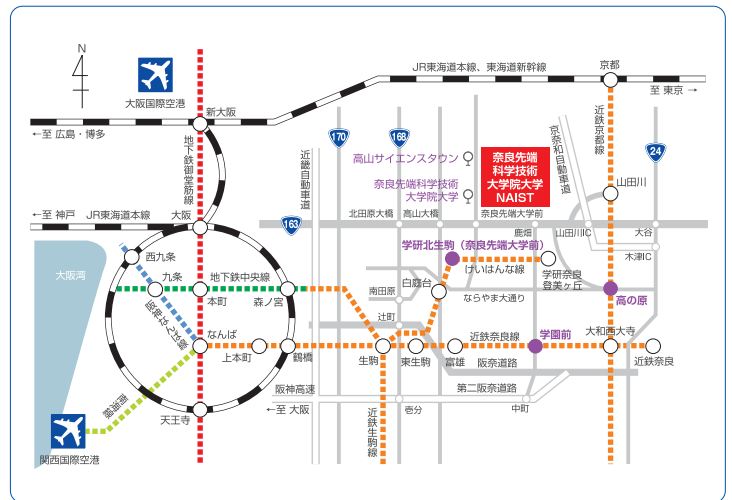 N
JR東海道本線、東海道新幹線
京都
至 東京 →
大阪国際空港
新大阪
←至 広島・博多
地下鉄御堂筋線
近畿自動車道
170
168
高山サイエンスタウン
奈良先端科学技術
大学院大学
奈良先端
科学技術
大学院大学
NAIST
京奈和自動車道
近鉄京都線
24
山田川
←至 神戸
JR東海道本線
大阪
163
北田原大橋
高山大橋
奈良先端大学前
鹿畑
山田川IC
大谷
木津IC
大阪湾
西九条
九条
地下鉄中央線
本町
森ノ宮
阪神なんば線
学研北生駒（奈良先端大学前）
けいはんな線
学研奈良
登美ヶ丘
白庭台
南田原
ならやま大通り
高の原
辻町
なんば
上本町
鶴橋
生駒
東生駒
富雄
近鉄奈良線
学園前
大和西大寺
近鉄奈良
阪奈道路
阪神高速
第二阪奈道路
←至 大阪
壱分
中町
南海線
天王寺
近鉄生駒線
関西国際空港